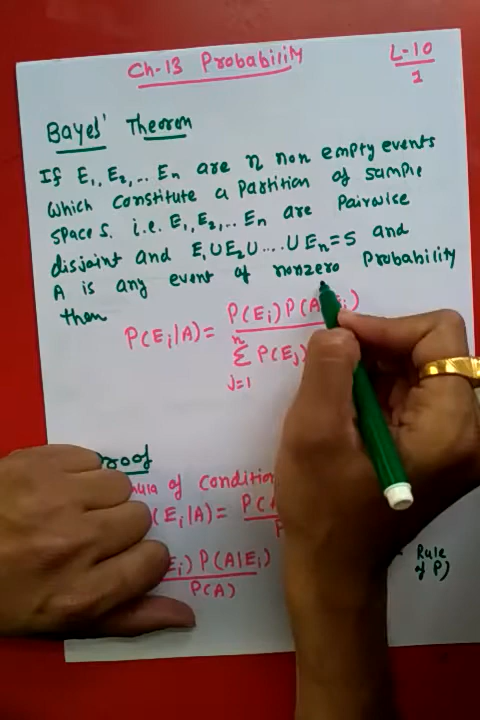 Ch-13 Probability
L-10
1
Bayes' Theorem
If E1, E2, .. En are n non empty events
which constitute a Partition of sample
space S. i.e. E1, E2, .. En are Pairwise
disjoint and E1 U E2 U .... U En = S and
A is any event of nonzero Probability
then
P(Ei|A) = P(Ei) P(A|Ei)
n
Σ P(Ej)
J=1
of condition
(Ei|A) =
Ei) P(A|Ei)
P(A)
Rule
of P)